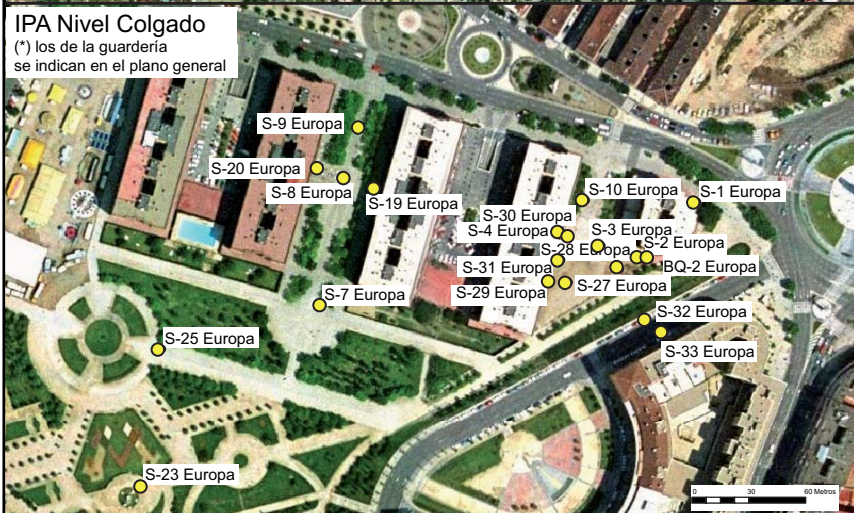 IPA Nivel Colgado
(*) los de la guardería
se indican en el plano general
S-9 Europa
S-20 Europa
S-8 Europa
S-19 Europa
S-10 Europa
S-1 Europa
S-30 Europa
S-4 Europa
S-3 Europa
S-28 Europa
S-2 Europa
S-31 Europa
BQ-2 Europa
S-29 Europa
S-27 Europa
S-7 Europa
S-32 Europa
S-25 Europa
S-33 Europa
S-23 Europa
0 30 60 Metros